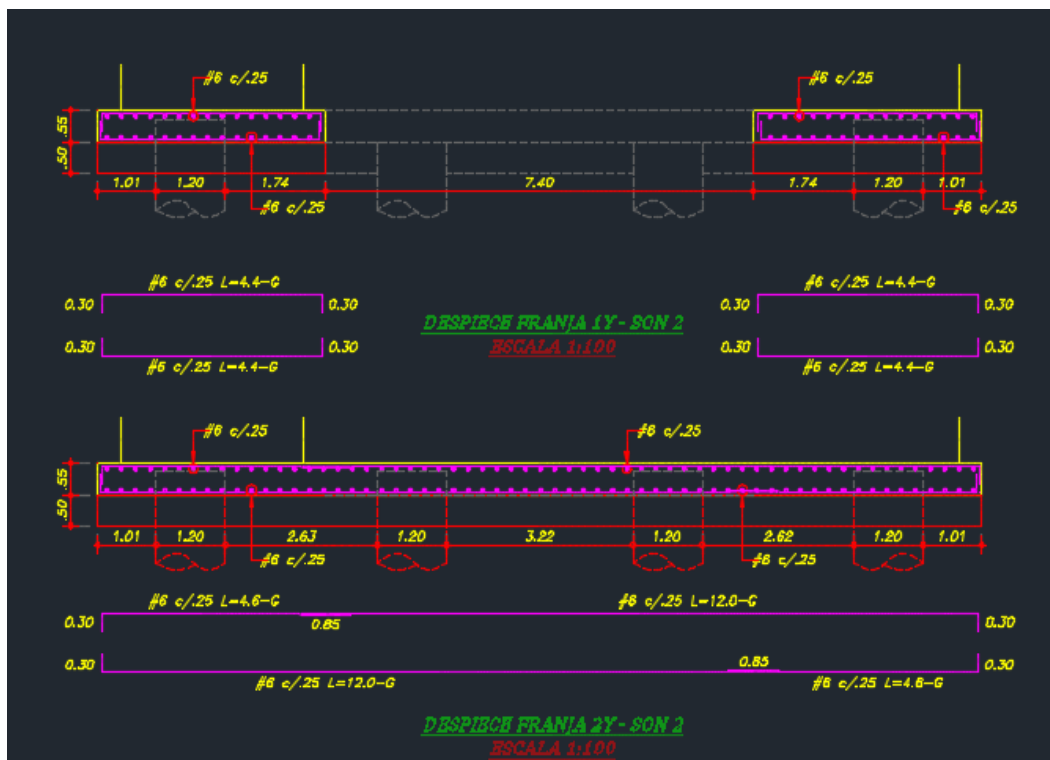 #6 c/.25
#6 c/.25
.55
.50
1.01 1.20 1.74 7.40 1.74 1.20 1.01
#6 c/.25
#6 c/.25
#6 c/.25 L=4.4-G
#6 c/.25 L=4.4-G
0.30 0.30
0.30 0.30
DESPIECE FRANJA 1Y - SON 2
ESCALA 1:100
0.30 0.30
0.30 0.30
#6 c/.25 L=4.4-G
#6 c/.25 L=4.4-G
#6 c/.25
#6 c/.25
.55
.50
1.01 1.20 2.63 1.20 3.22 1.20 2.62 1.20 1.01
#6 c/.25
#6 c/.25
#6 c/.25 L=4.6-G
#6 c/.25 L=12.0-G
0.30
0.85
0.30
0.30
0.85
0.30
#6 c/.25 L=12.0-G
#6 c/.25 L=4.6-G
DESPIECE FRANJA 2Y - SON 2
ESCALA 1:100